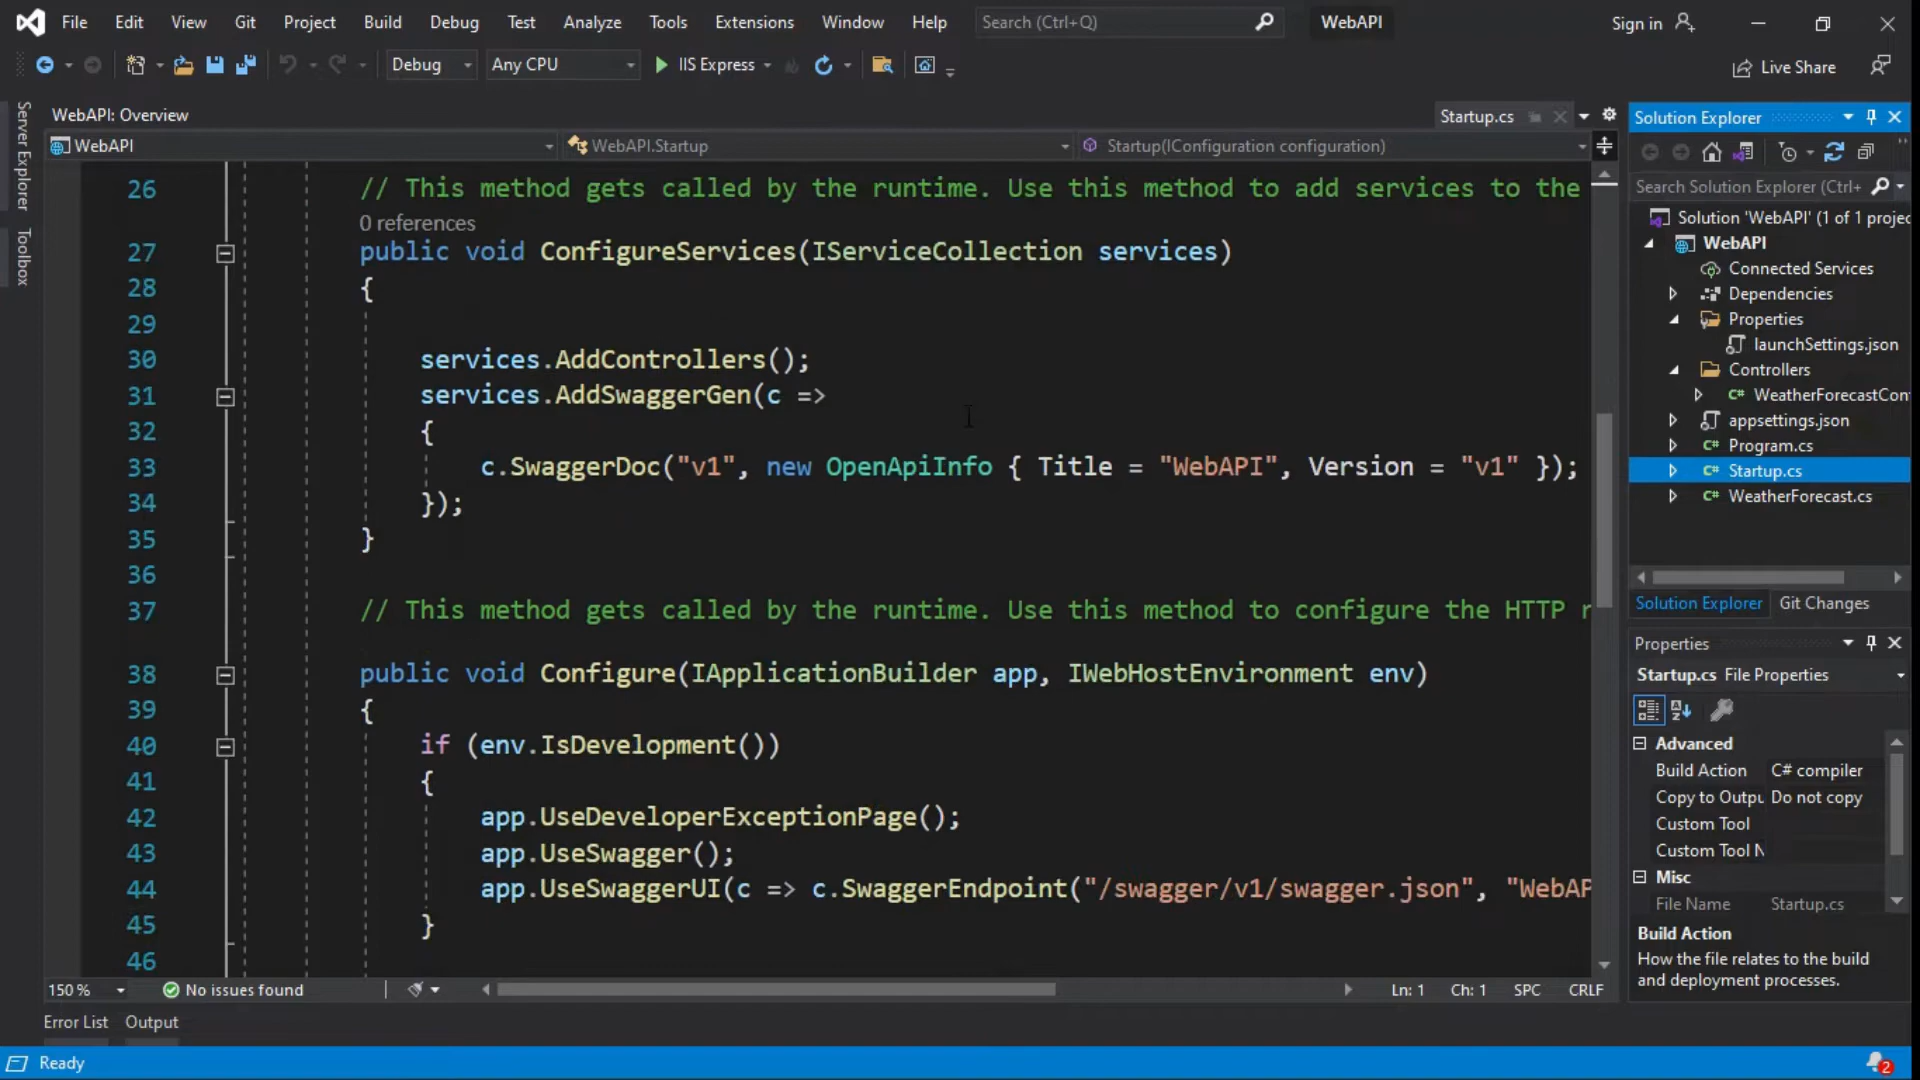 File Edit View Git Project Build Debug Test Analyze Tools Extensions Window Help Search (Ctrl+Q) WebAPI Sign in
Debug Any CPU IIS Express Live Share
Server Explorer
Toolbox
WebAPI: Overview Startup.cs
WebAPI WebAPI.Startup Startup(IConfiguration configuration)
26 // This method gets called by the runtime. Use this method to add services to the
0 references
27 public void ConfigureServices(IServiceCollection services)
28 {
29
30 services.AddControllers();
31 services.AddSwaggerGen(c =>
32 {
33 c.SwaggerDoc("v1", new OpenApiInfo { Title = "WebAPI", Version = "v1" });
34 });
35 }
36
37 // This method gets called by the runtime. Use this method to configure the HTTP r
38 public void Configure(IApplicationBuilder app, IWebHostEnvironment env)
39 {
40 if (env.IsDevelopment())
41 {
42 app.UseDeveloperExceptionPage();
43 app.UseSwagger();
44 app.UseSwaggerUI(c => c.SwaggerEndpoint("/swagger/v1/swagger.json", "WebAP
45 }
46
150 % No issues found Ln: 1 Ch: 1 SPC CRLF
Error List Output
Ready
2
Solution Explorer
Search Solution Explorer (Ctrl+
Solution 'WebAPI' (1 of 1 projec
WebAPI
Connected Services
Dependencies
Properties
launchSettings.json
Controllers
C# WeatherForecastCon
appsettings.json
C# Program.cs
C# Startup.cs
C# WeatherForecast.cs
Solution Explorer Git Changes
Properties
Startup.cs File Properties
Advanced
Build Action C# compiler
Copy to Outpu Do not copy
Custom Tool
Custom Tool N
Misc
File Name Startup.cs
Build Action
How the file relates to the build
and deployment processes.